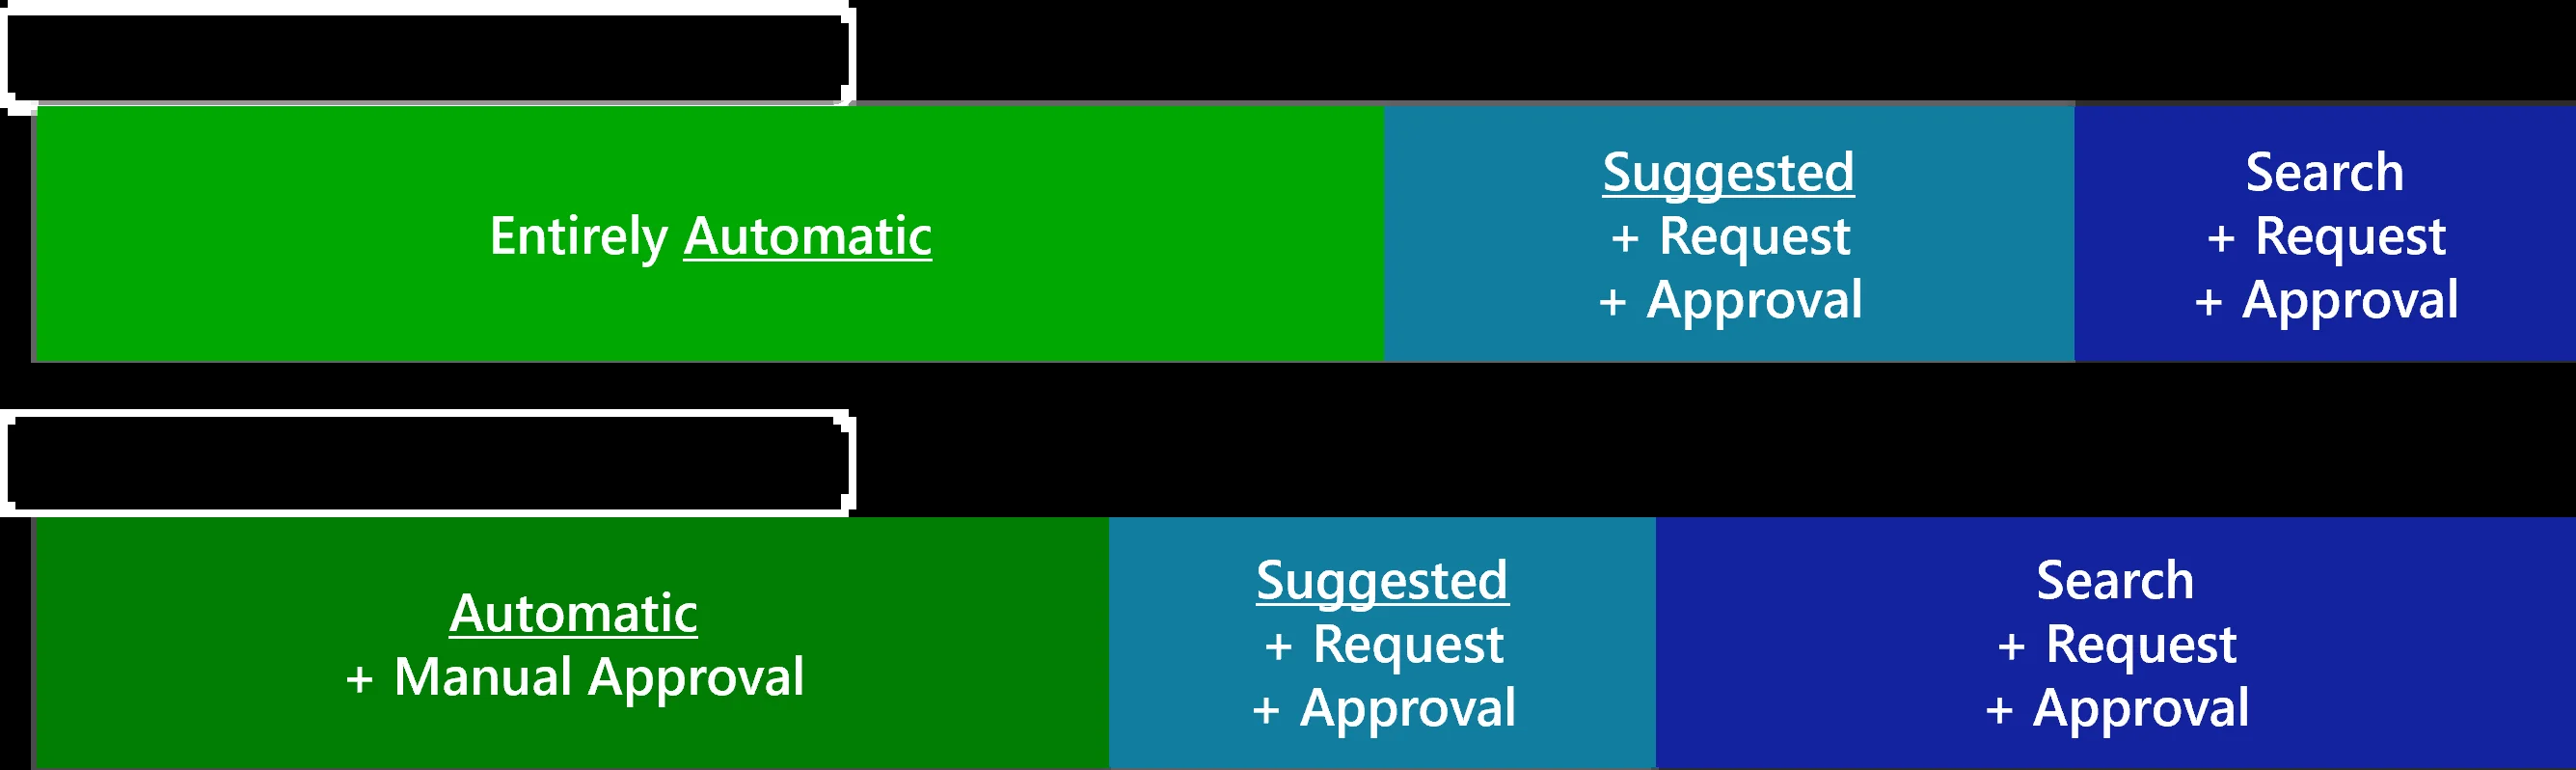 Entirely Automatic
Suggested
+ Request
+ Approval
Search
+ Request
+ Approval
Automatic
+ Manual Approval
Suggested
+ Request
+ Approval
Search
+ Request
+ Approval